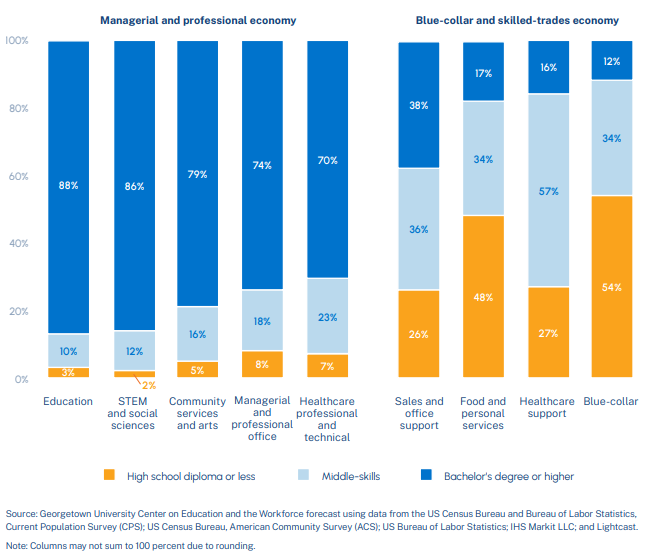 Managerial and professional economy
Blue-collar and skilled-trades economy
100%
80%
60%
40%
20%
0%
88%
10%
3%
86%
12%
2%
79%
16%
5%
74%
18%
8%
70%
23%
7%
38%
36%
26%
17%
34%
48%
16%
57%
27%
12%
34%
54%
Education
STEM
and social
sciences
Community
services
and arts
Managerial
and
professional
office
Healthcare
professional
and
technical
Sales and
office
support
Food and
personal
services
Healthcare
support
Blue-collar
High school diploma or less
Middle-skills
Bachelor's degree or higher
Source: Georgetown University Center on Education and the Workforce forecast using data from the US Census Bureau and Bureau of Labor Statistics,
Current Population Survey (CPS); US Census Bureau, American Community Survey (ACS); US Bureau of Labor Statistics; IHS Markit LLC; and Lightcast.
Note: Columns may not sum to 100 percent due to rounding.